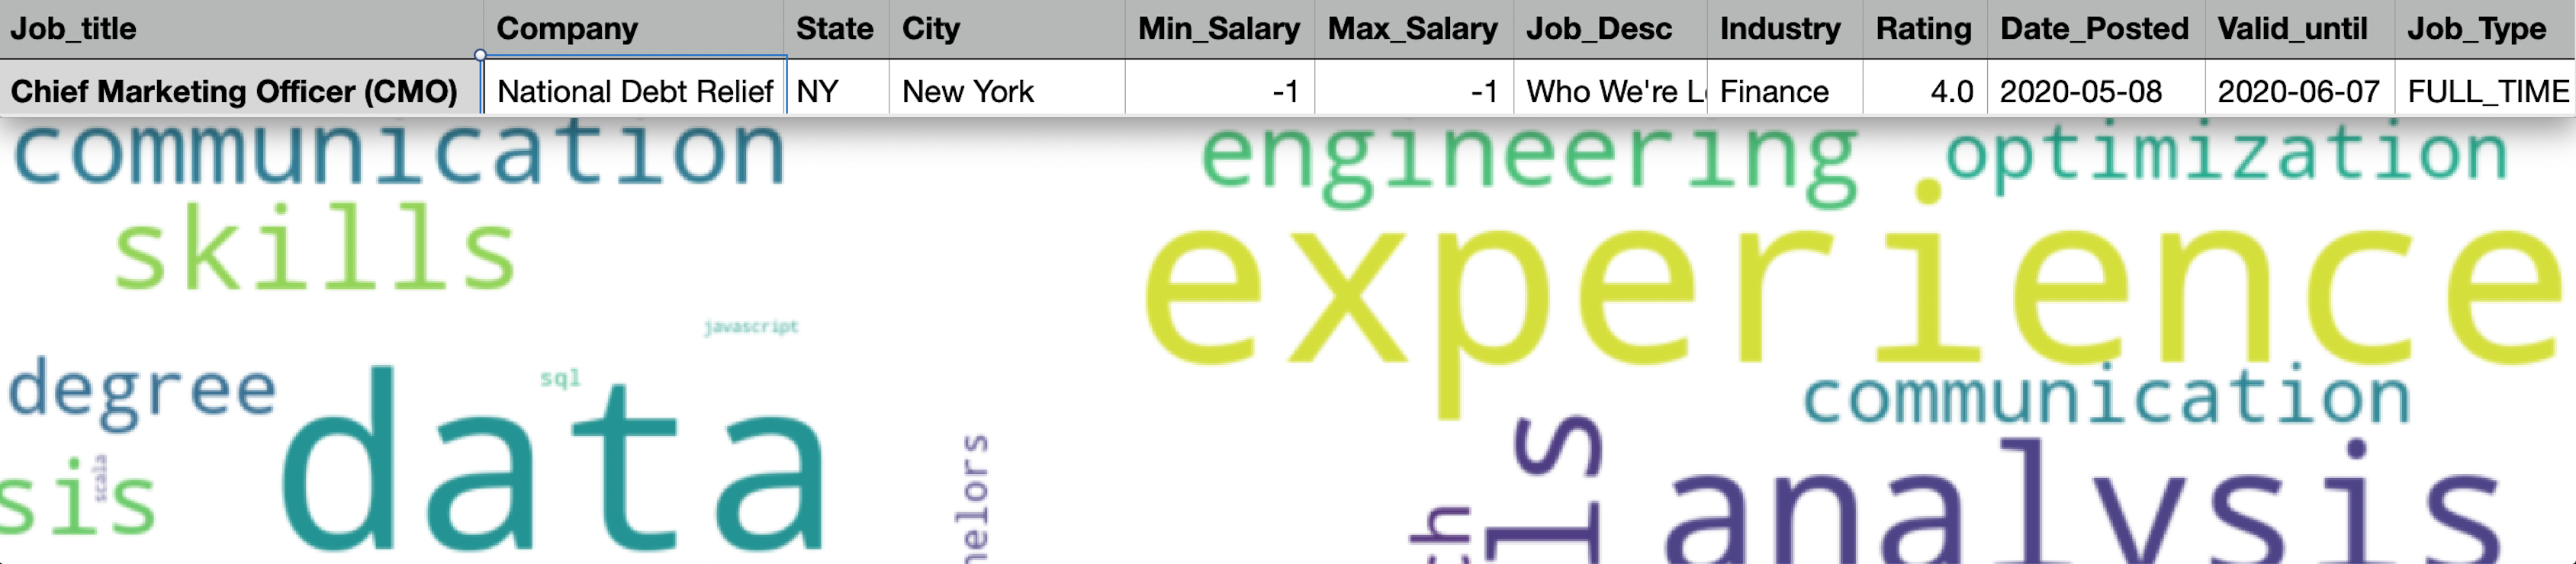 Job_title Company State City Min_Salary Max_Salary Job_Desc Industry Rating Date_Posted Valid_until Job_Type
Chief Marketing Officer (CMO) National Debt Relief NY New York -1 -1 Who We're Finance 4.0 2020-05-08 2020-06-07 FULL_TIME
communication
skills
javascript
degree
sql
data
sis
scala
nelors
engineering
optimization
experience
communication
ls
ch
analysis